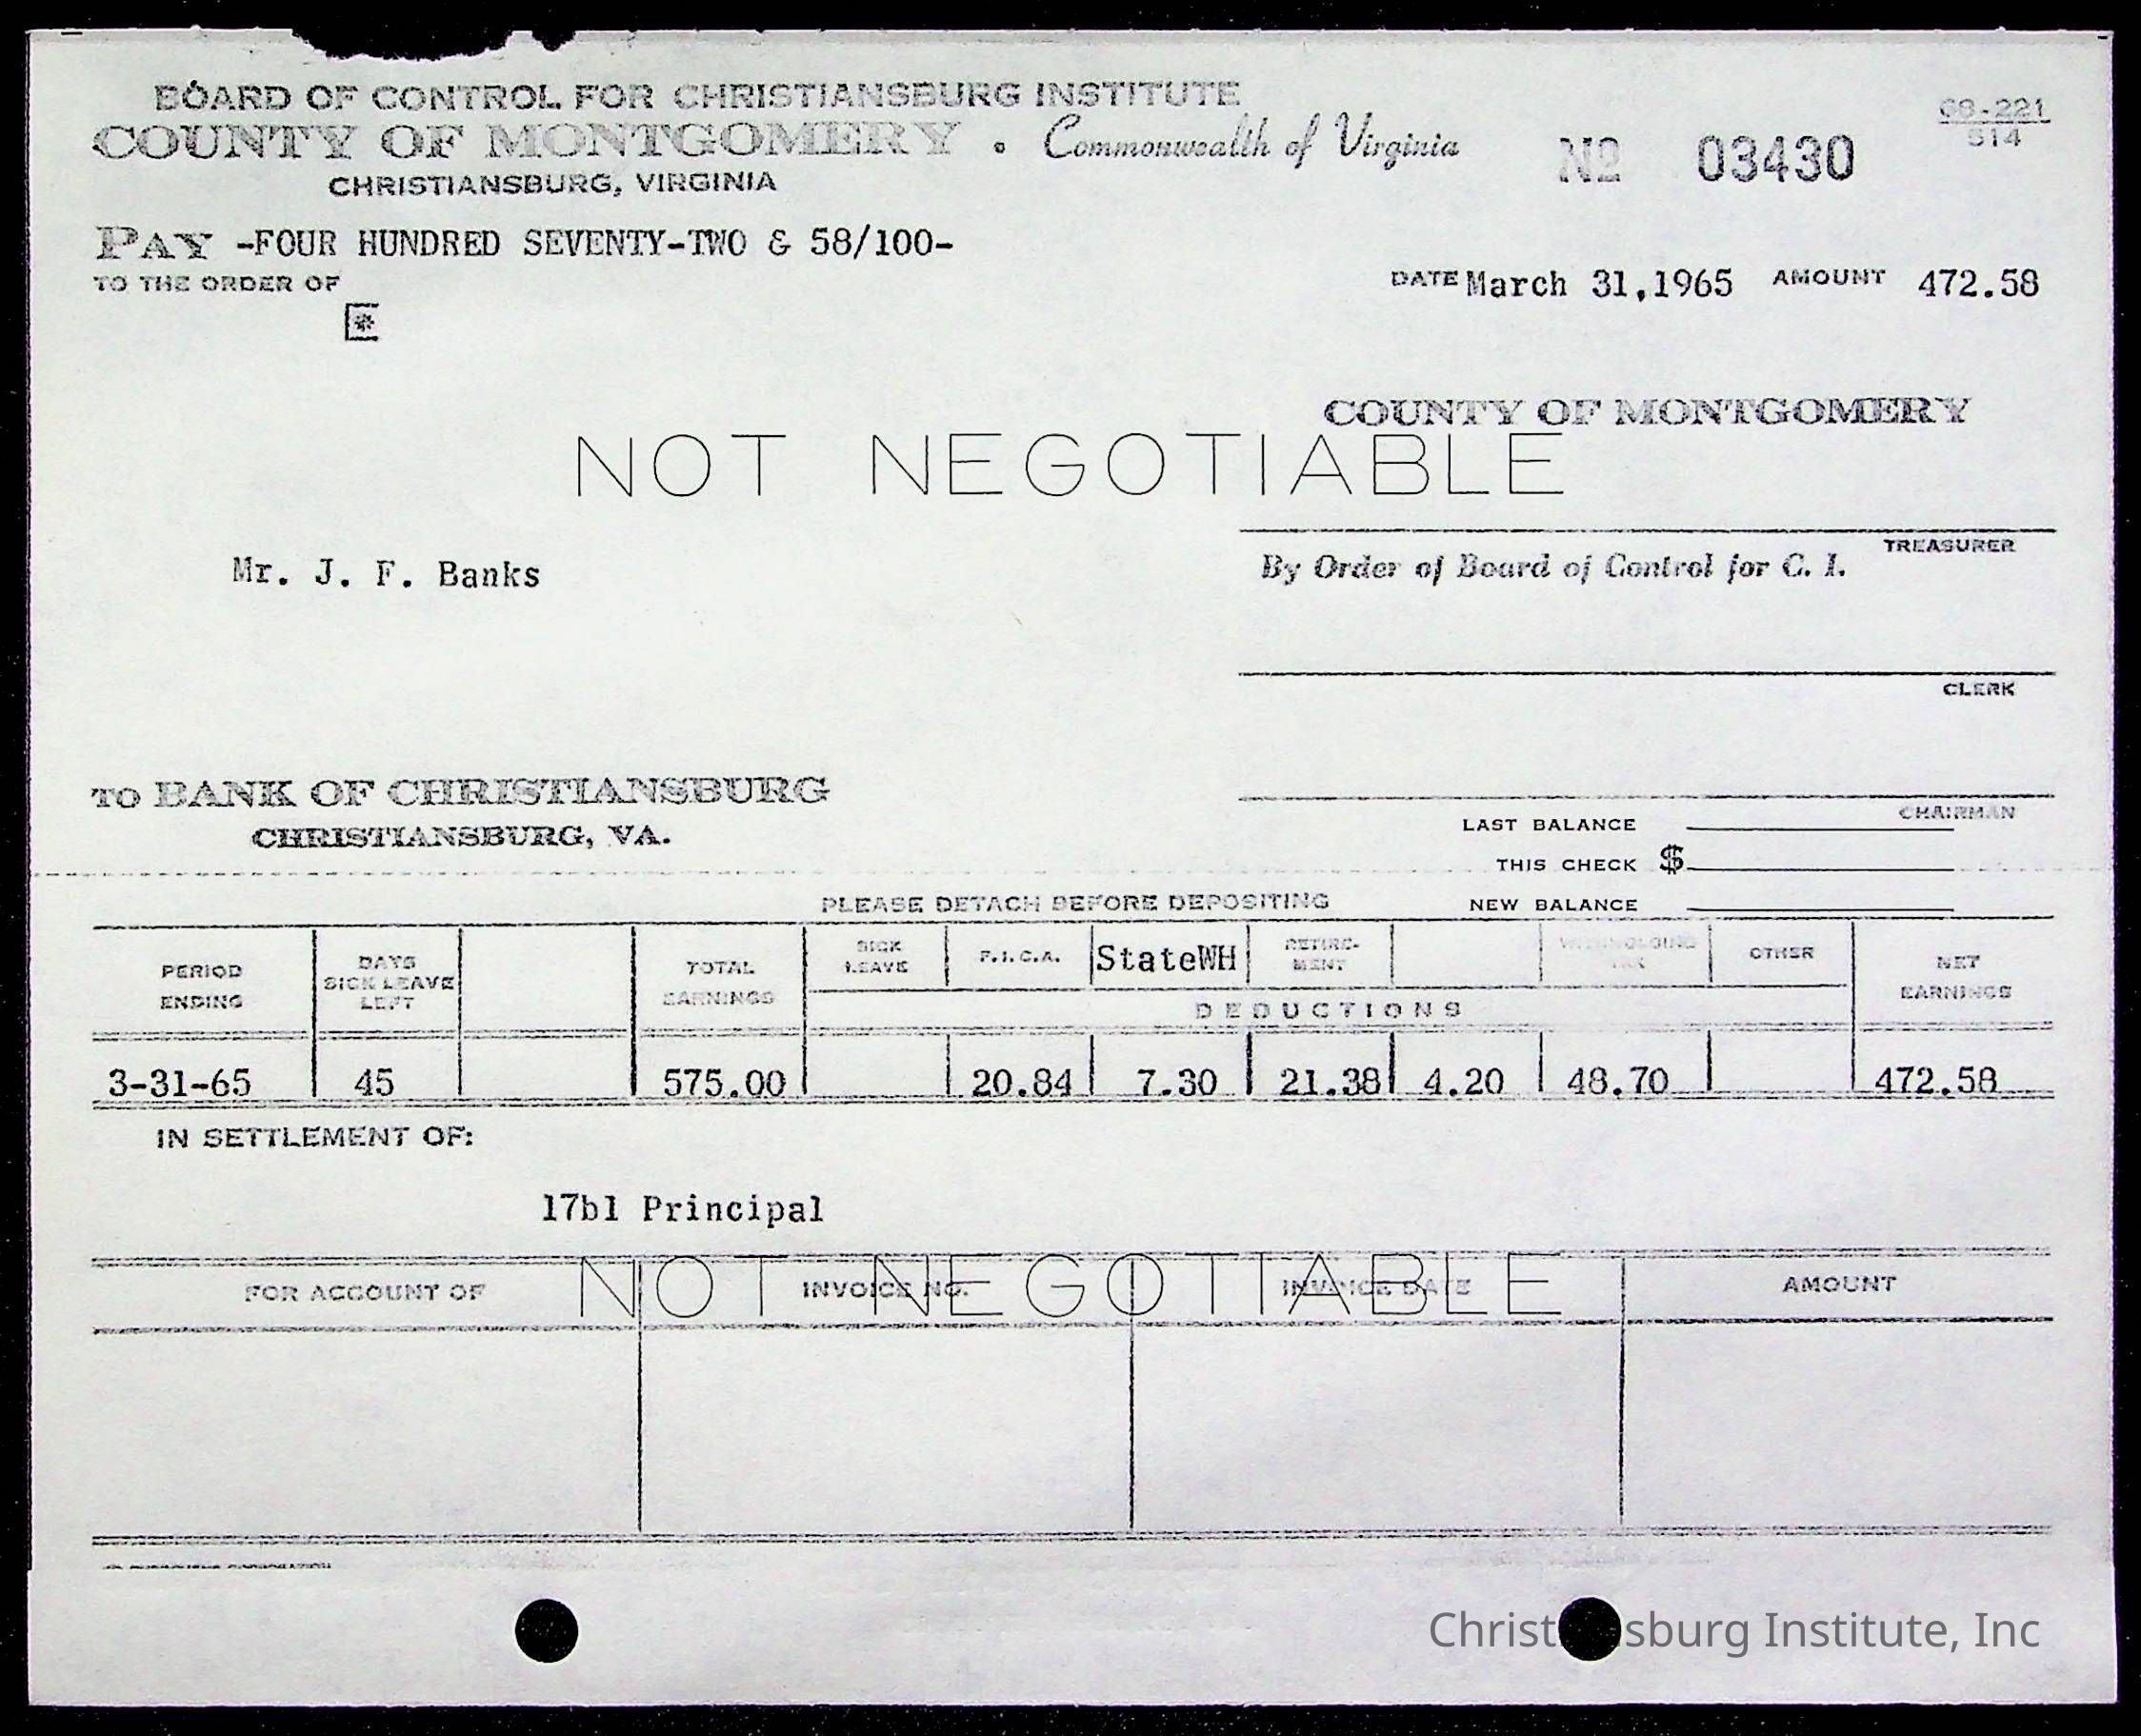 BOARD OF CONTROL FOR CHRISTIANSBURG INSTITUTE
COUNTY OF MONTGOMERY . Commonwealth of Virginia
CHRISTIANSBURG, VIRGINIA
No 03430
68-221
514
PAY -FOUR HUNDRED SEVENTY-TWO & 58/100-
TO THE ORDER OF
DATE March 31,1965 AMOUNT 472.58
*
COUNTY OF MONTGOMERY
NOT NEGOTIABLE
TREASURER
Mr. J. F. Banks
By Order of Board of Control for C. I.
CLERK
TO BANK OF CHRISTIANSBURG
CHRISTIANSBURG, VA.
CHAIRMAN
LAST BALANCE
THIS CHECK $
NEW BALANCE
PLEASE DETACH BEFORE DEPOSITING
PERIOD ENDING DAYS SICK LEAVE LEFT TOTAL EARNINGS SICK LEAVE F.I.C.A. StateWH RETIRE-MENT WITHHOLDING TAX OTHER NET EARNINGS
DEDUCTIONS
3-31-65 45 575.00 20.84 7.30 21.38 4.20 48.70 472.58
IN SETTLEMENT OF:
17b1 Principal
NOT NEGOTIABLE
FOR ACCOUNT OF INVOICE NO. INVOICE DATE AMOUNT
Christ sburg Institute, Inc